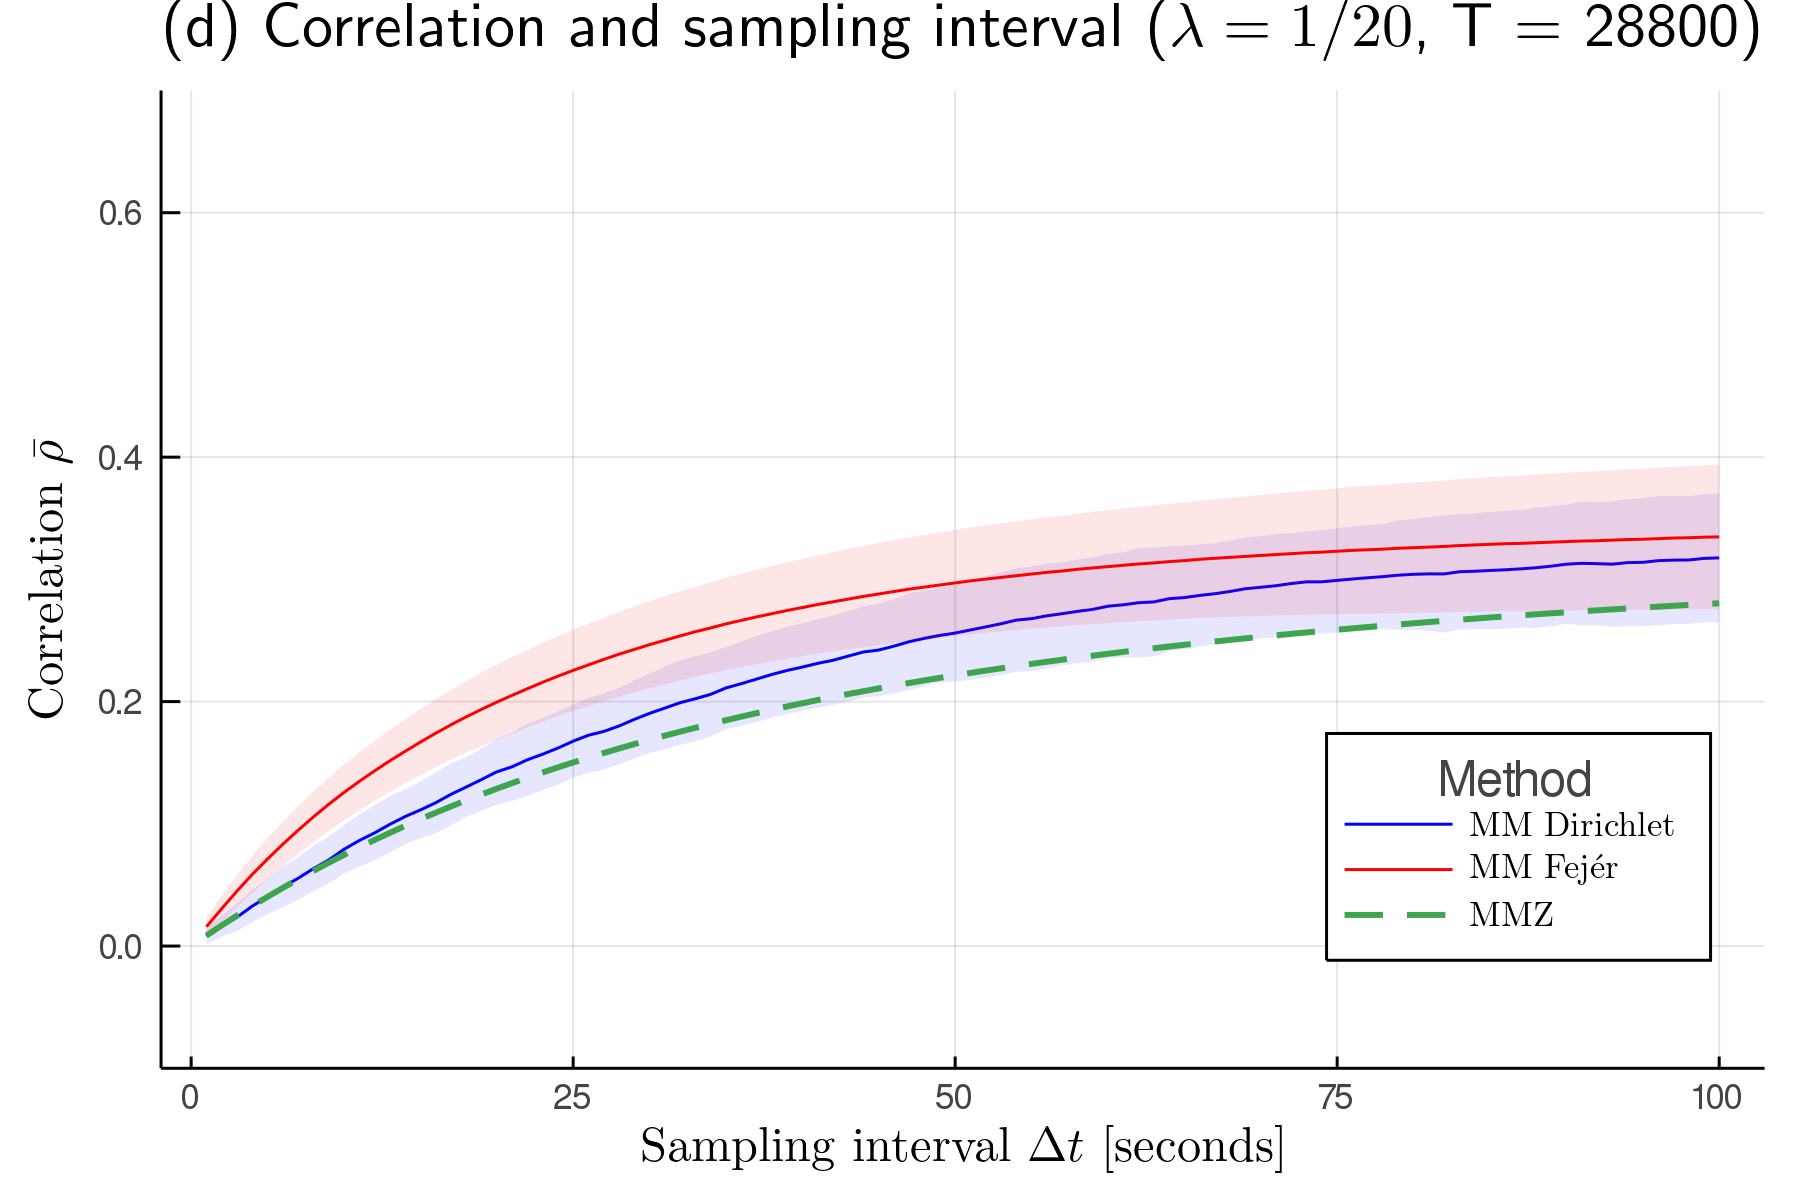 (d) Correlation and sampling interval (λ = 1/20, T = 28800)
0.6
0.4
0.2
0.0
Correlation ρ̄
Method
MM Dirichlet
MM Fejér
MMZ
0 25 50 75 100
Sampling interval Δt [seconds]